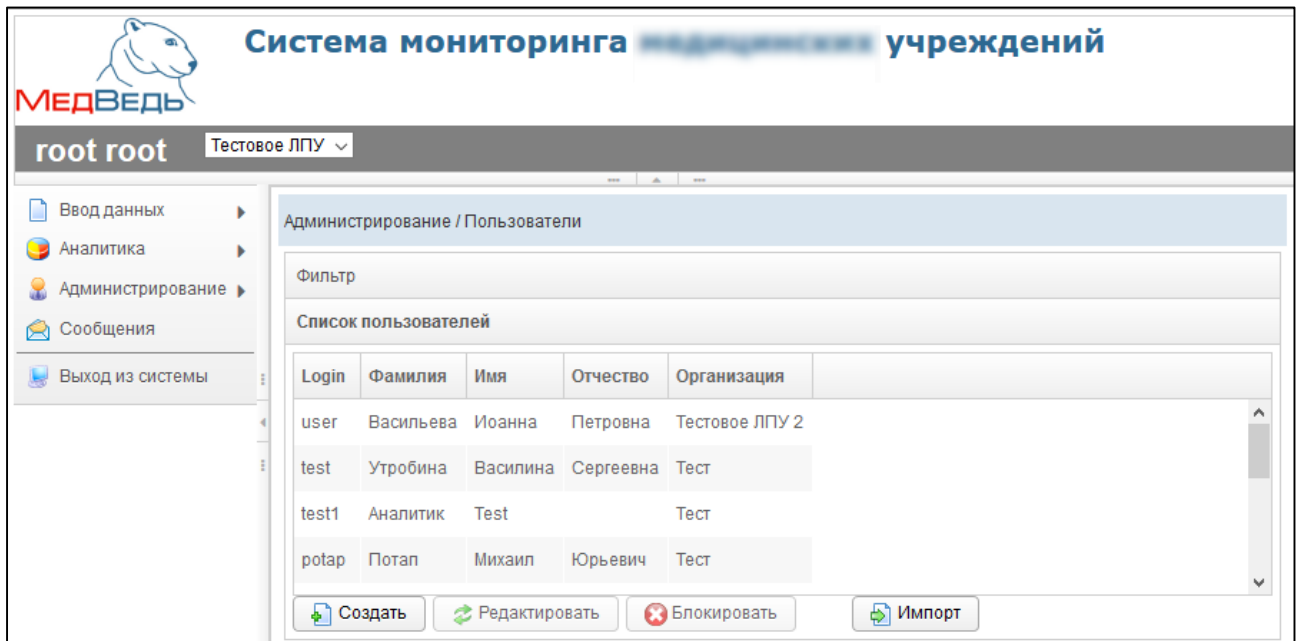 Система мониторинга учреждений
МедВедь
root root Тестовое ЛПУ
Ввод данных
Аналитика
Администрирование
Сообщения
Выход из системы
Администрирование / Пользователи
Фильтр
Список пользователей
Login Фамилия Имя Отчество Организация
user Васильева Иоанна Петровна Тестовое ЛПУ 2
test Утробина Василина Сергеевна Тест
test1 Аналитик Test Тест
potap Потап Михаил Юрьевич Тест
Создать Редактировать Блокировать Импорт